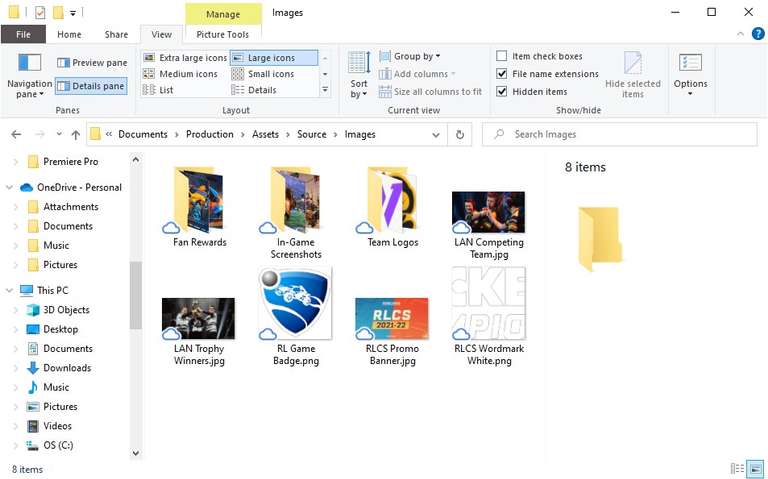 Manage
Images
File
Home
Share
View
Picture Tools
Navigation
pane
Preview pane
Details pane
Panes
Extra large icons
Large icons
Medium icons
Small icons
List
Details
Layout
Sort
by
Group by
Add columns
Size all columns to fit
Current view
Item check boxes
File name extensions
Hidden items
Hide selected
items
Show/hide
Options
« Documents > Production > Assets > Source > Images
Search Images
Premiere Pro
OneDrive - Personal
Attachments
Documents
Music
Pictures
This PC
3D Objects
Desktop
Documents
Downloads
Music
Pictures
Videos
OS (C:)
Fan Rewards
In-Game
Screenshots
Team Logos
LAN Competing
Team.jpg
LAN Trophy
Winners.jpg
RL Game
Badge.png
RLCS
2021-22
RLCS Promo
Banner.jpg
CKE
MPIO
RLCS Wordmark
White.png
8 items
8 items